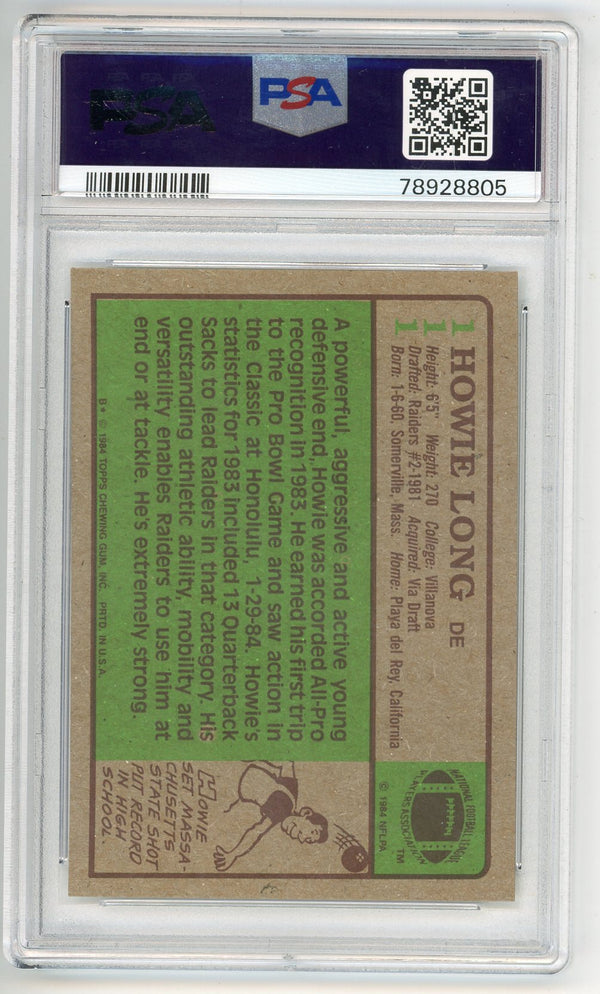 PSA
PSA
78928805
111
HOWIE LONG DE
Height: 6'5" Weight: 270 College: Villanova
Drafted: Raiders #2-1981 Acquired: Via Draft
Born: 1-6-60, Somerville, Mass. Home: Playa del Rey, California
NATIONAL FOOTBALL LEAGUE
PLAYERS ASSOCIATION
TM
© 1984 NFLPA
A powerful, aggressive and active young
defensive end, Howie was accorded All-Pro
recognition in 1983. He earned his first trip
to the Pro Bowl Game and saw action in
the Classic at Honolulu, 1-29-84. Howie's
statistics for 1983 included 13 Quarterback
Sacks to lead Raiders in that category. His
outstanding athletic ability, mobility and
versatility enables Raiders to use him at
end or at tackle. He's extremely strong.
HOWIE
SET MASSA-
CHUSETTS
STATE SHOT
PUT RECORD
IN HIGH
SCHOOL.
B* © 1984 TOPPS CHEWING GUM, INC. PRTD. IN U.S.A.